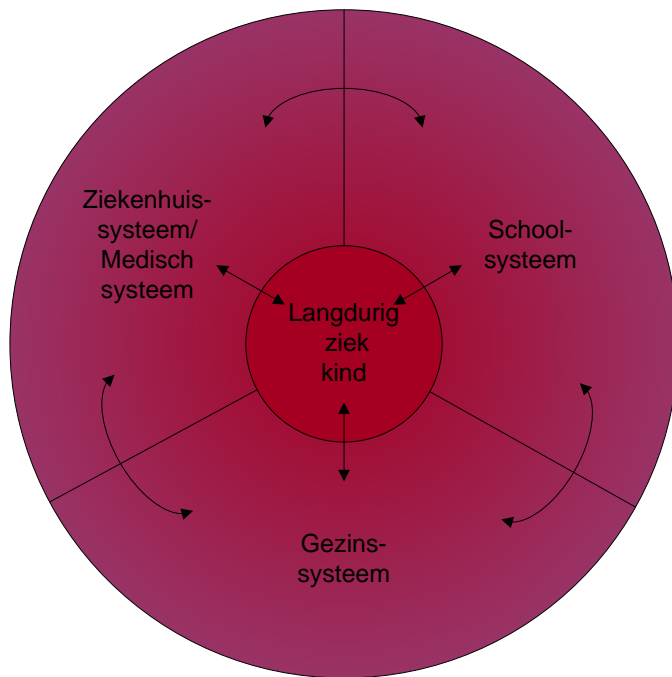 Ziekenhuis-
systeem/
Medisch
systeem
School-
systeem
Langdurig
ziek
kind
Gezins-
systeem